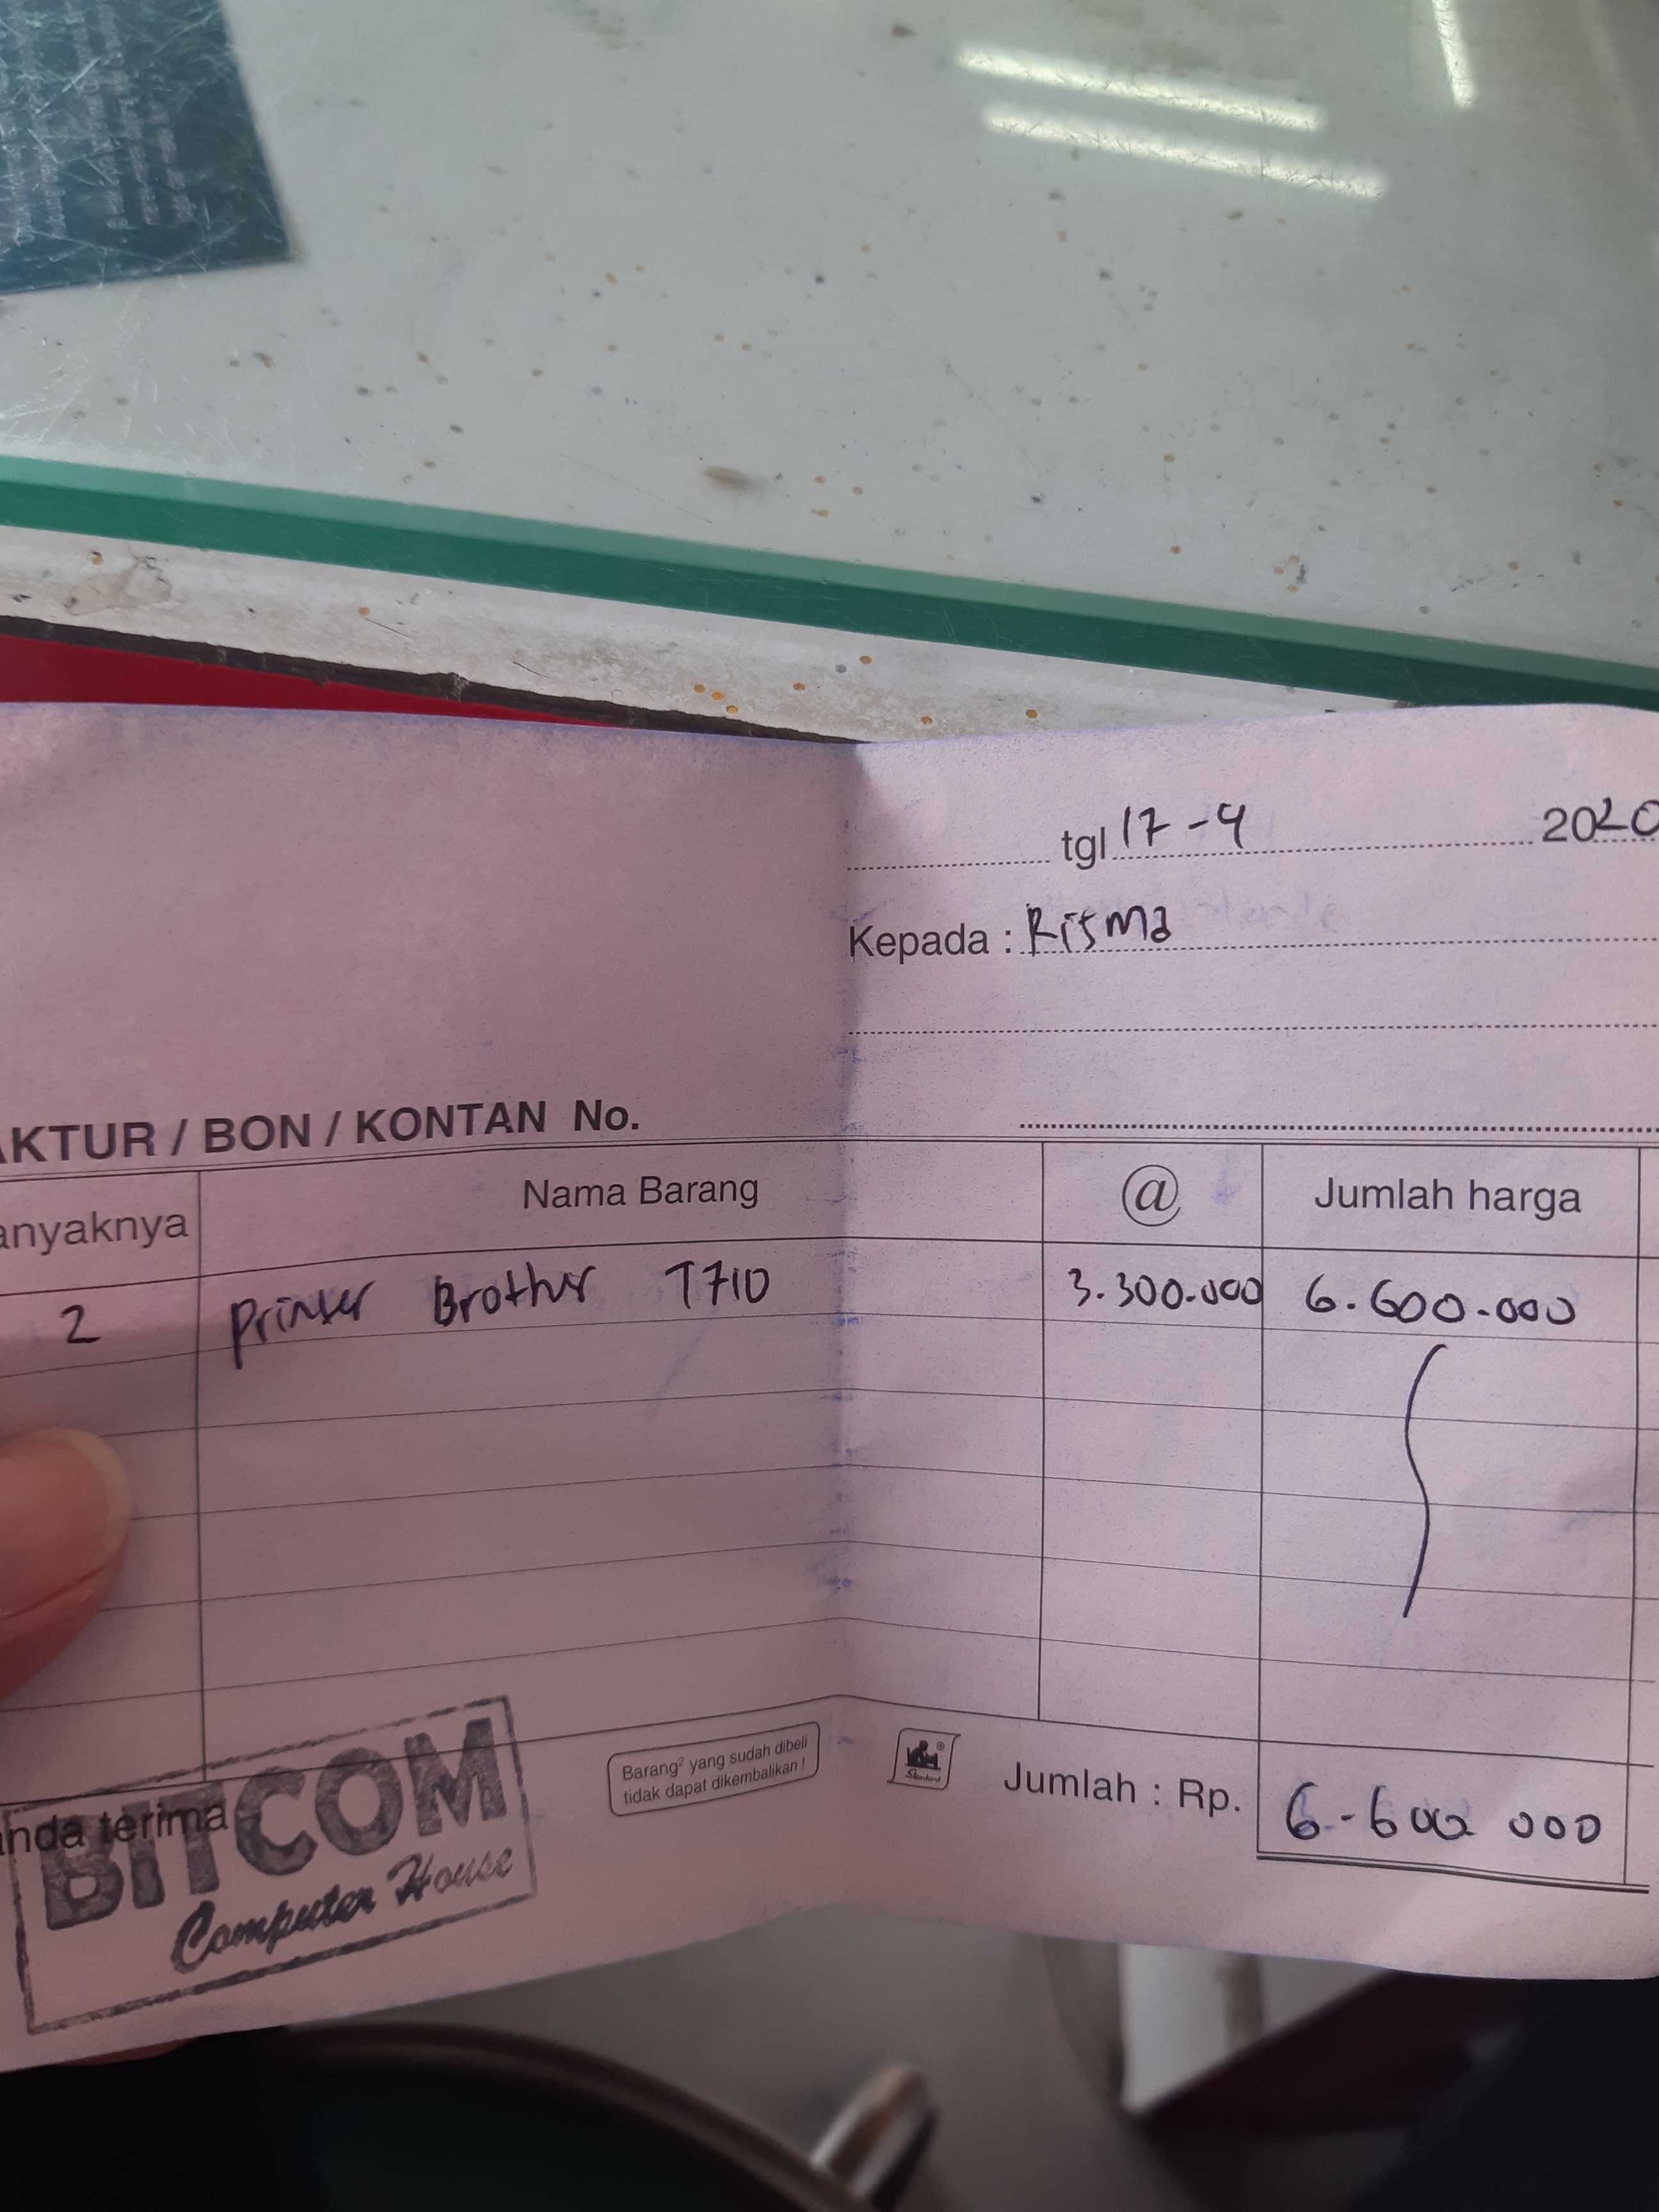 tgl 17-4 2020
Kepada : Risma
AKTUR / BON / KONTAN No.
anyaknya Nama Barang @ Jumlah harga
2 Printer Brother T710 3.300.000 6.600.000
Barang² yang sudah dibeli
tidak dapat dikembalikan !
Standard
Jumlah : Rp. 6-600.000
anda terima
BITCOM
Computer House